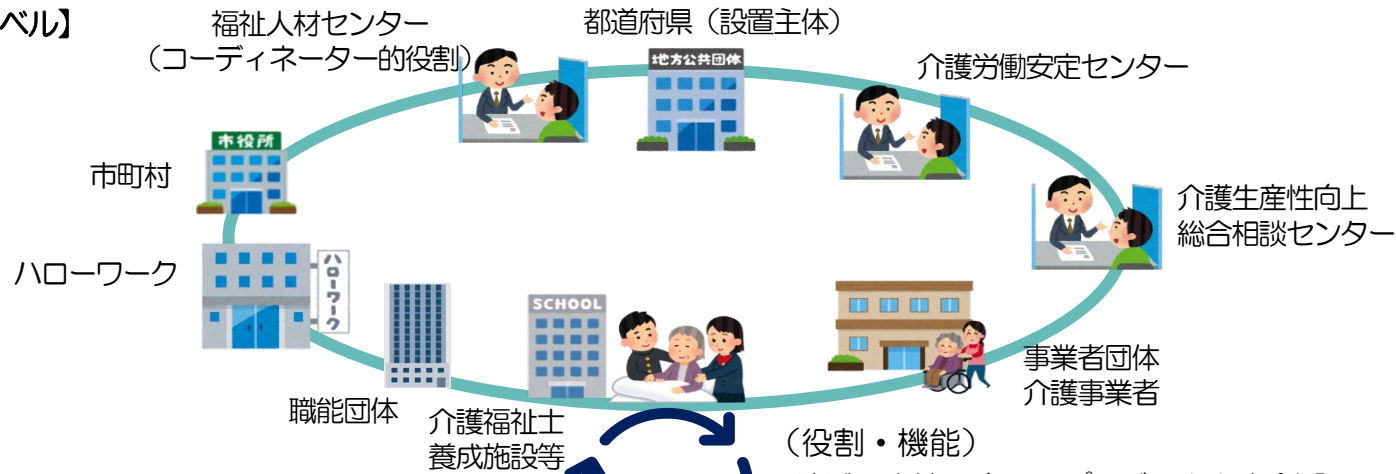 ベル】
福祉人材センター
（コーディネーター的役割）
都道府県（設置主体）
地方公共団体
介護労働安定センター
市役所
市町村
介護生産性向上
総合相談センター
ハローワーク
ハローワーク
SCHOOL
事業者団体
介護事業者
職能団体
介護福祉士
養成施設等
（役割・機能）